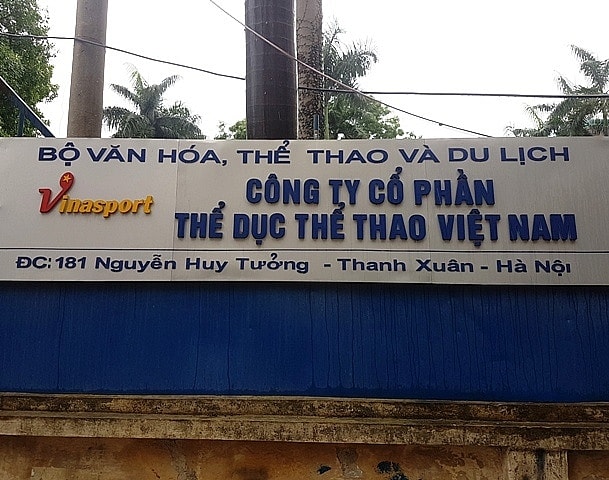 BỘ VĂN HÓA, THỂ THAO VÀ DU LỊCH
Vinasport
CÔNG TY CỔ PHẦN
THỂ DỤC THỂ THAO VIỆT NAM
ĐC: 181 Nguyễn Huy Tưởng - Thanh Xuân - Hà Nội